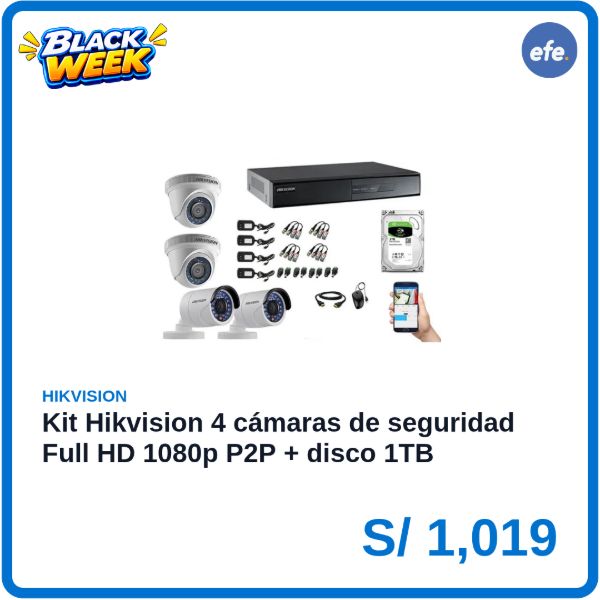 BLACK
WEEK
efe.
HIKVISION
Kit Hikvision 4 cámaras de seguridad
Full HD 1080p P2P + disco 1TB
S/ 1,019